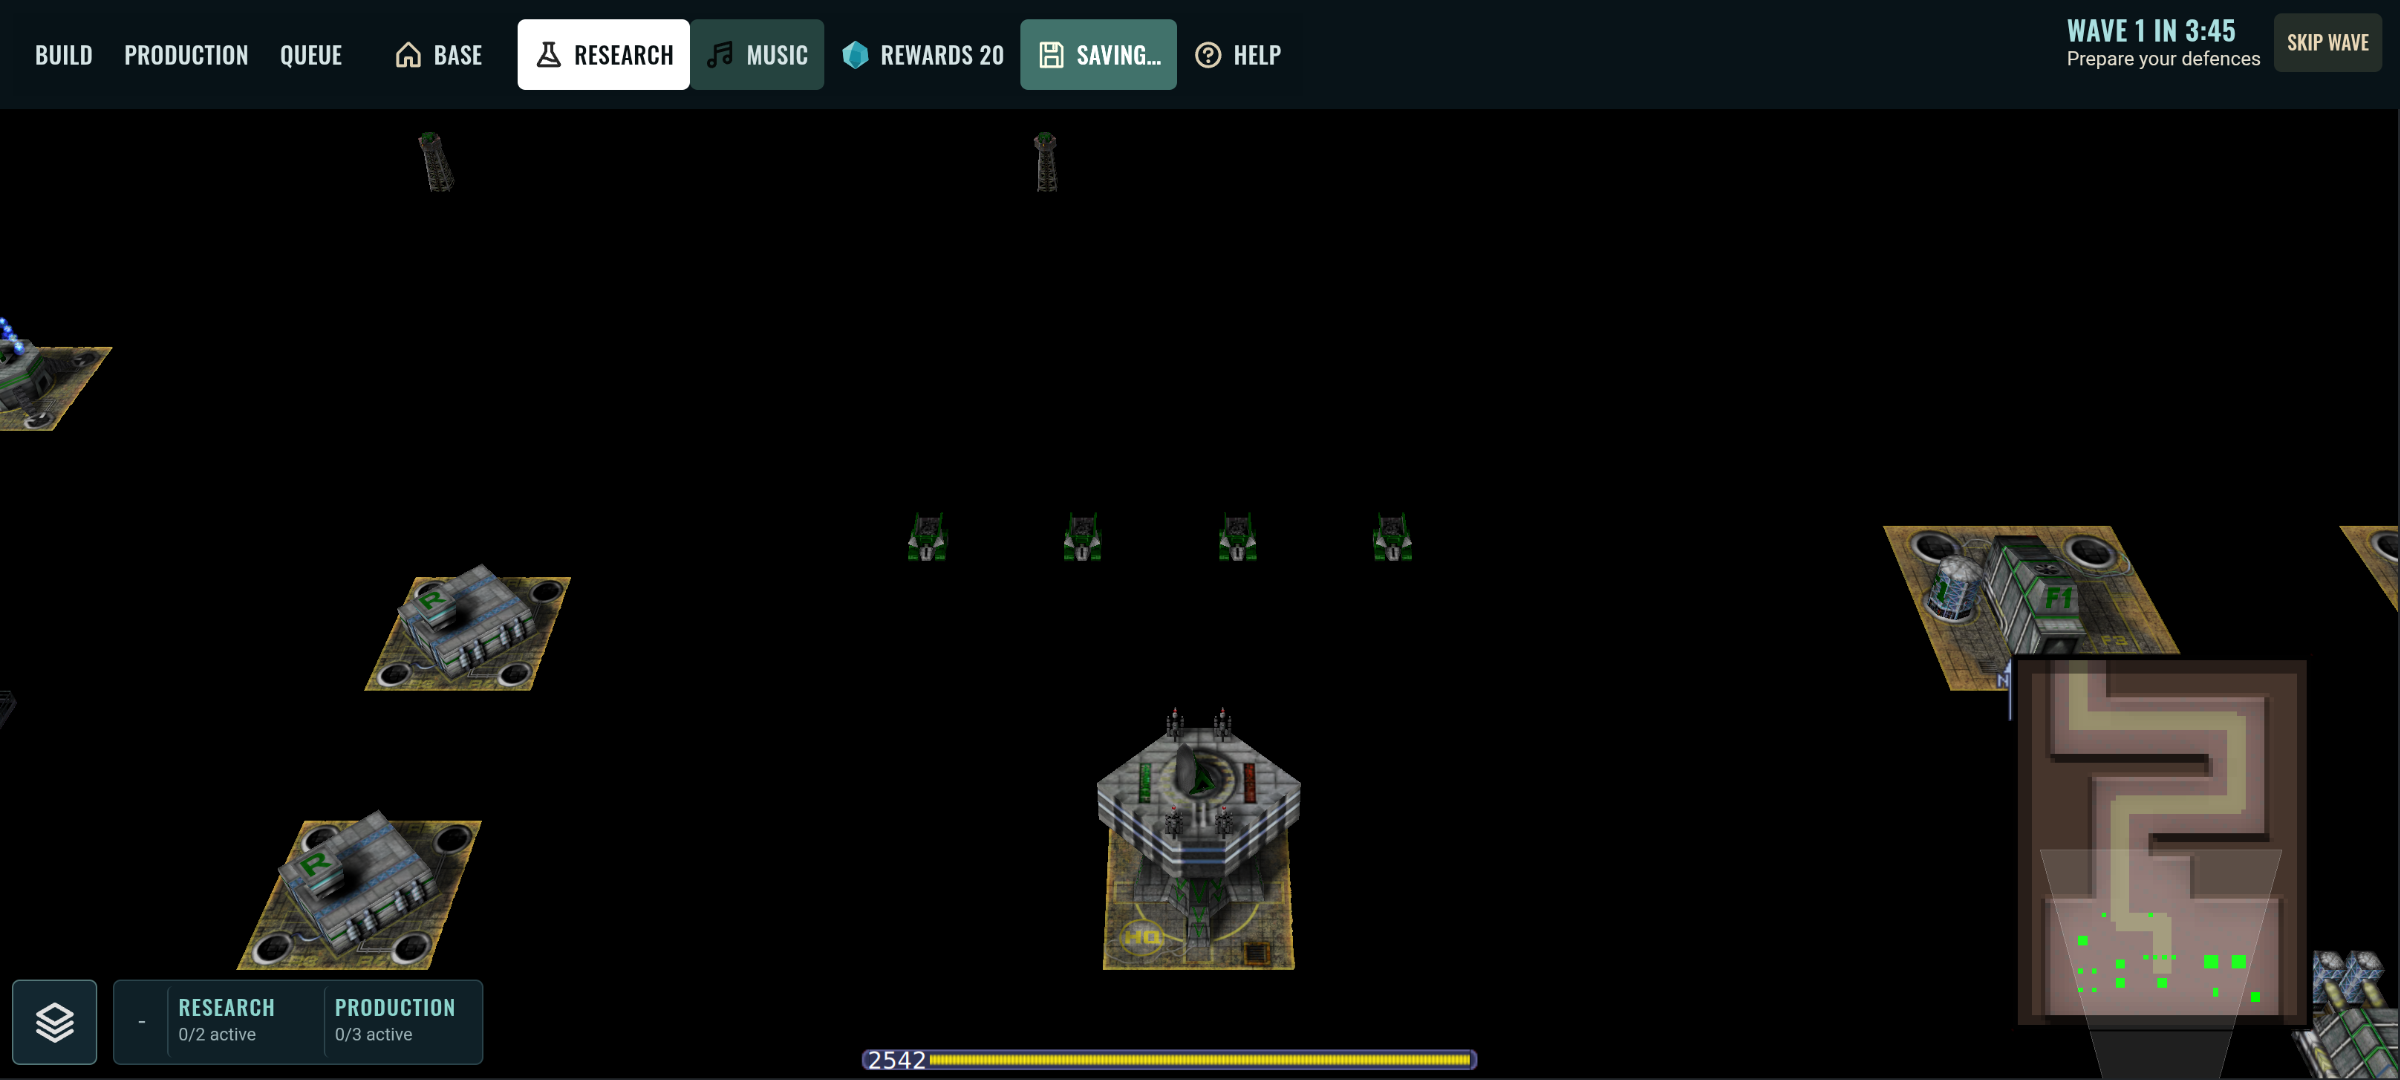 BUILD
PRODUCTION
QUEUE
BASE
RESEARCH
MUSIC
REWARDS 20
SAVING...
HELP
WAVE 1 IN 3:45
Prepare your defences
SKIP WAVE
R
F1
F3
N
R
HQ
-
RESEARCH
0/2 active
PRODUCTION
0/3 active
2542